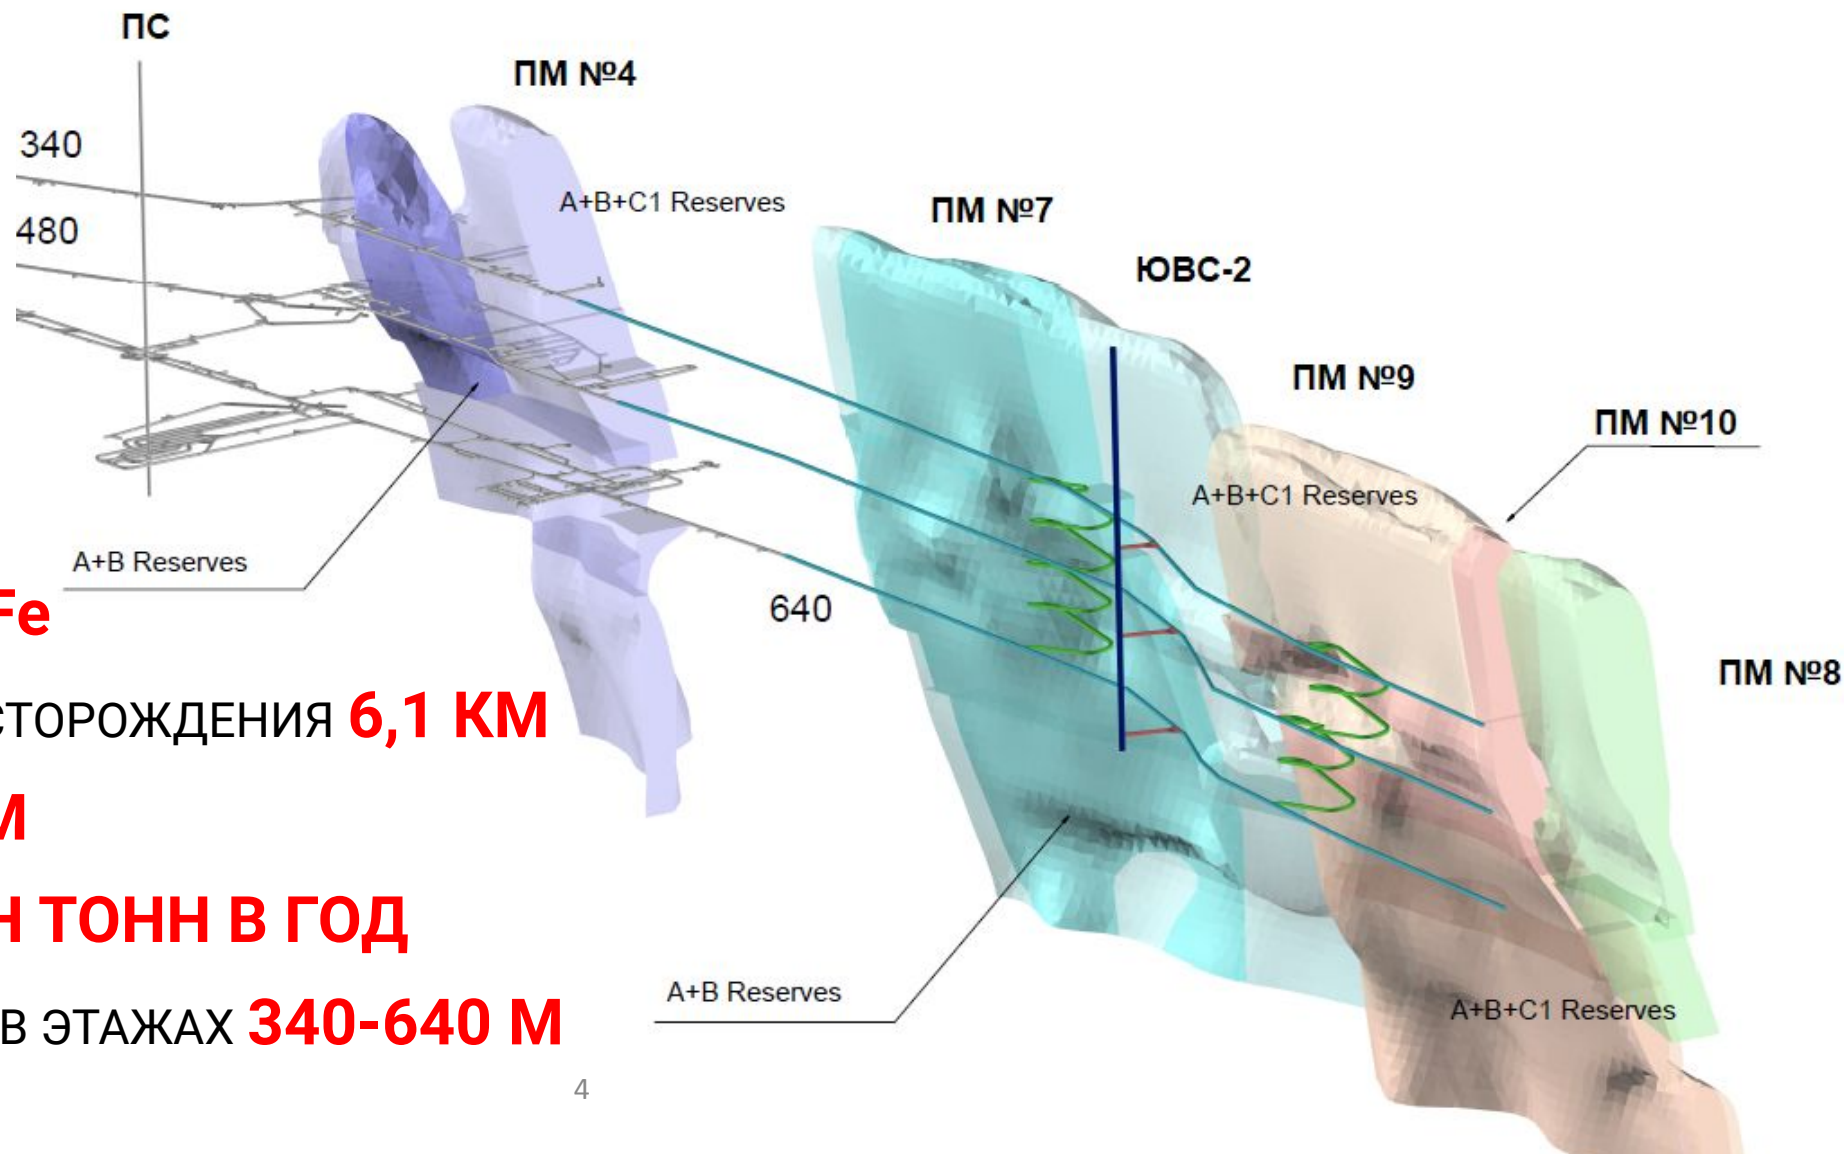 ПС
ПМ №4
340
A+B+C1 Reserves
ПМ №7
480
ЮВС-2
ПМ №9
ПМ №10
A+B+C1 Reserves
A+B Reserves
640
Fe
ПМ №8
СТОРОЖДЕНИЯ 6,1 КМ
М
Н ТОНН В ГОД
A+B Reserves
A+B+C1 Reserves
В ЭТАЖАХ 340-640 М
4